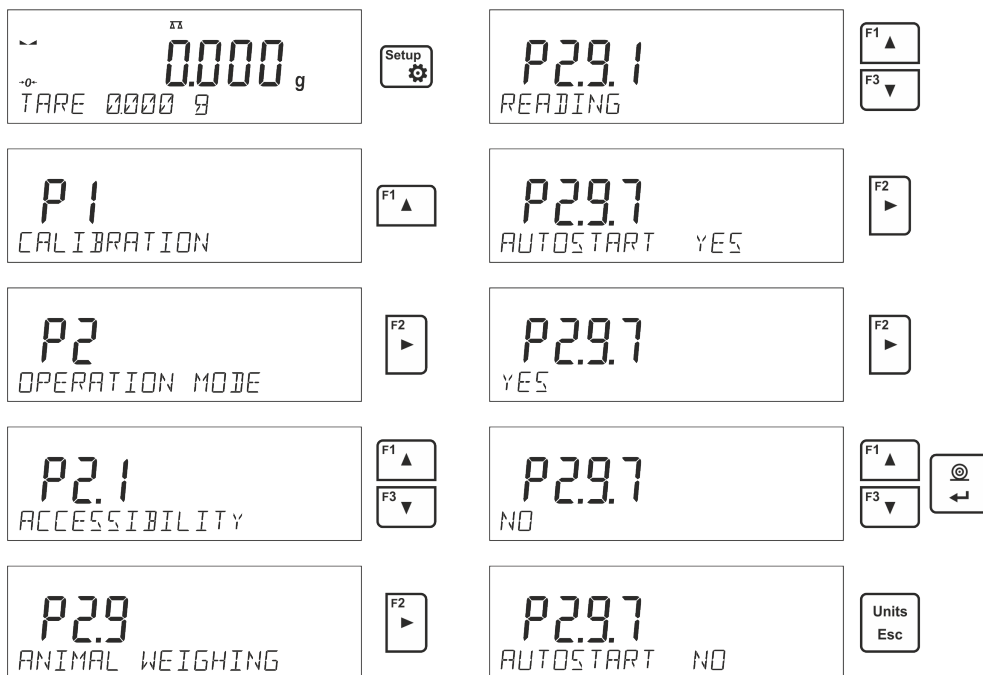 0.000 g
→0←
TARE 0.000 g
Setup
P1
CALIBRATION
F1
P2
OPERATION MODE
F2
P2.1
ACCESSIBILITY
F1
F3
P2.9
ANIMAL WEIGHING
F2
P2.9.1
READING
F1
F3
P2.9.7
AUTOSTART YES
F2
P2.9.7
YES
F2
P2.9.7
NO
F1
F3
P2.9.7
AUTOSTART NO
Units
Esc